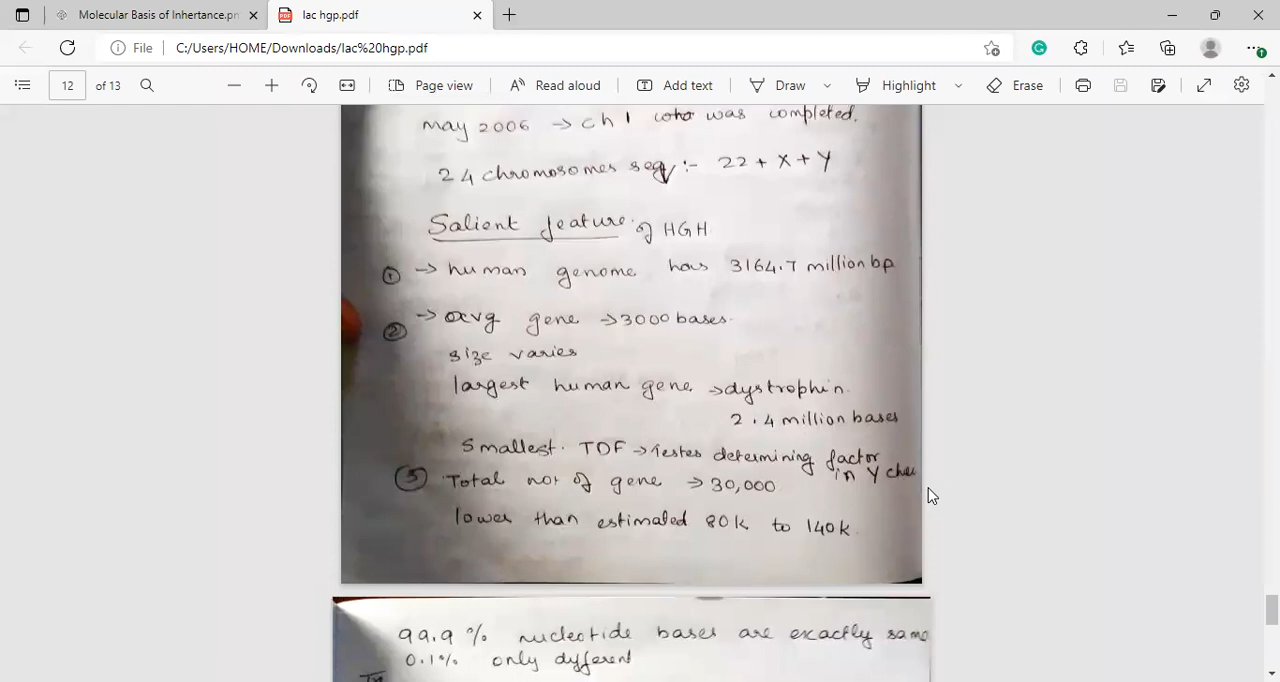 Molecular Basis of Inhertance.pr
lac hgp.pdf
File
C:/Users/HOME/Downloads/lac%20hgp.pdf
12 of 13
Page view
Read aloud
Add text
Draw
Highlight
Erase
may 2006 → ch 1 was completed.
24 chromosomes seq :- 22 + X + Y
Salient feature of HGH
① → human genome has 3164.7 million bp
② → avg gene → 3000 bases.
size varies
largest human gene → dystrophin.
2.4 million bases
Smallest. TDF → Testes determining factor
in Y
③ Total no. of gene → 30,000
lower than estimated 80k to 140k.
99.9% nucleotide bases are exactly same
0.1% only different